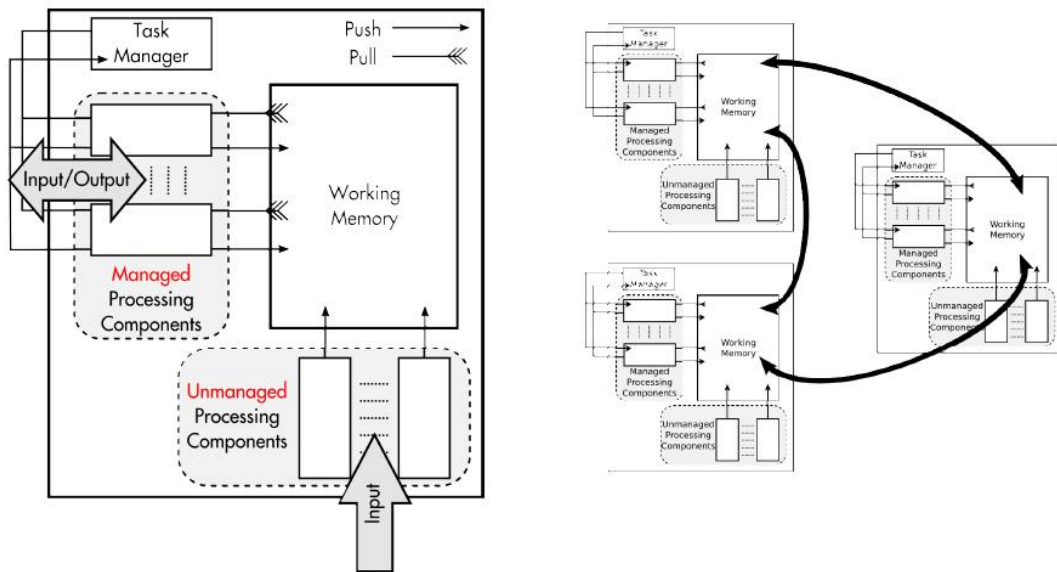 Task
Manager
Push
Pull
Input/Output
Working
Memory
Managed
Processing
Components
Unmanaged
Processing
Components
Input
Task
Manager
Working
Memory
Managed
Processing
Components
Unmanaged
Processing
Components
Task
Manager
Working
Memory
Managed
Processing
Components
Unmanaged
Processing
Components
Task
Manager
Working
Memory
Managed
Processing
Components
Unmanaged
Processing
Components